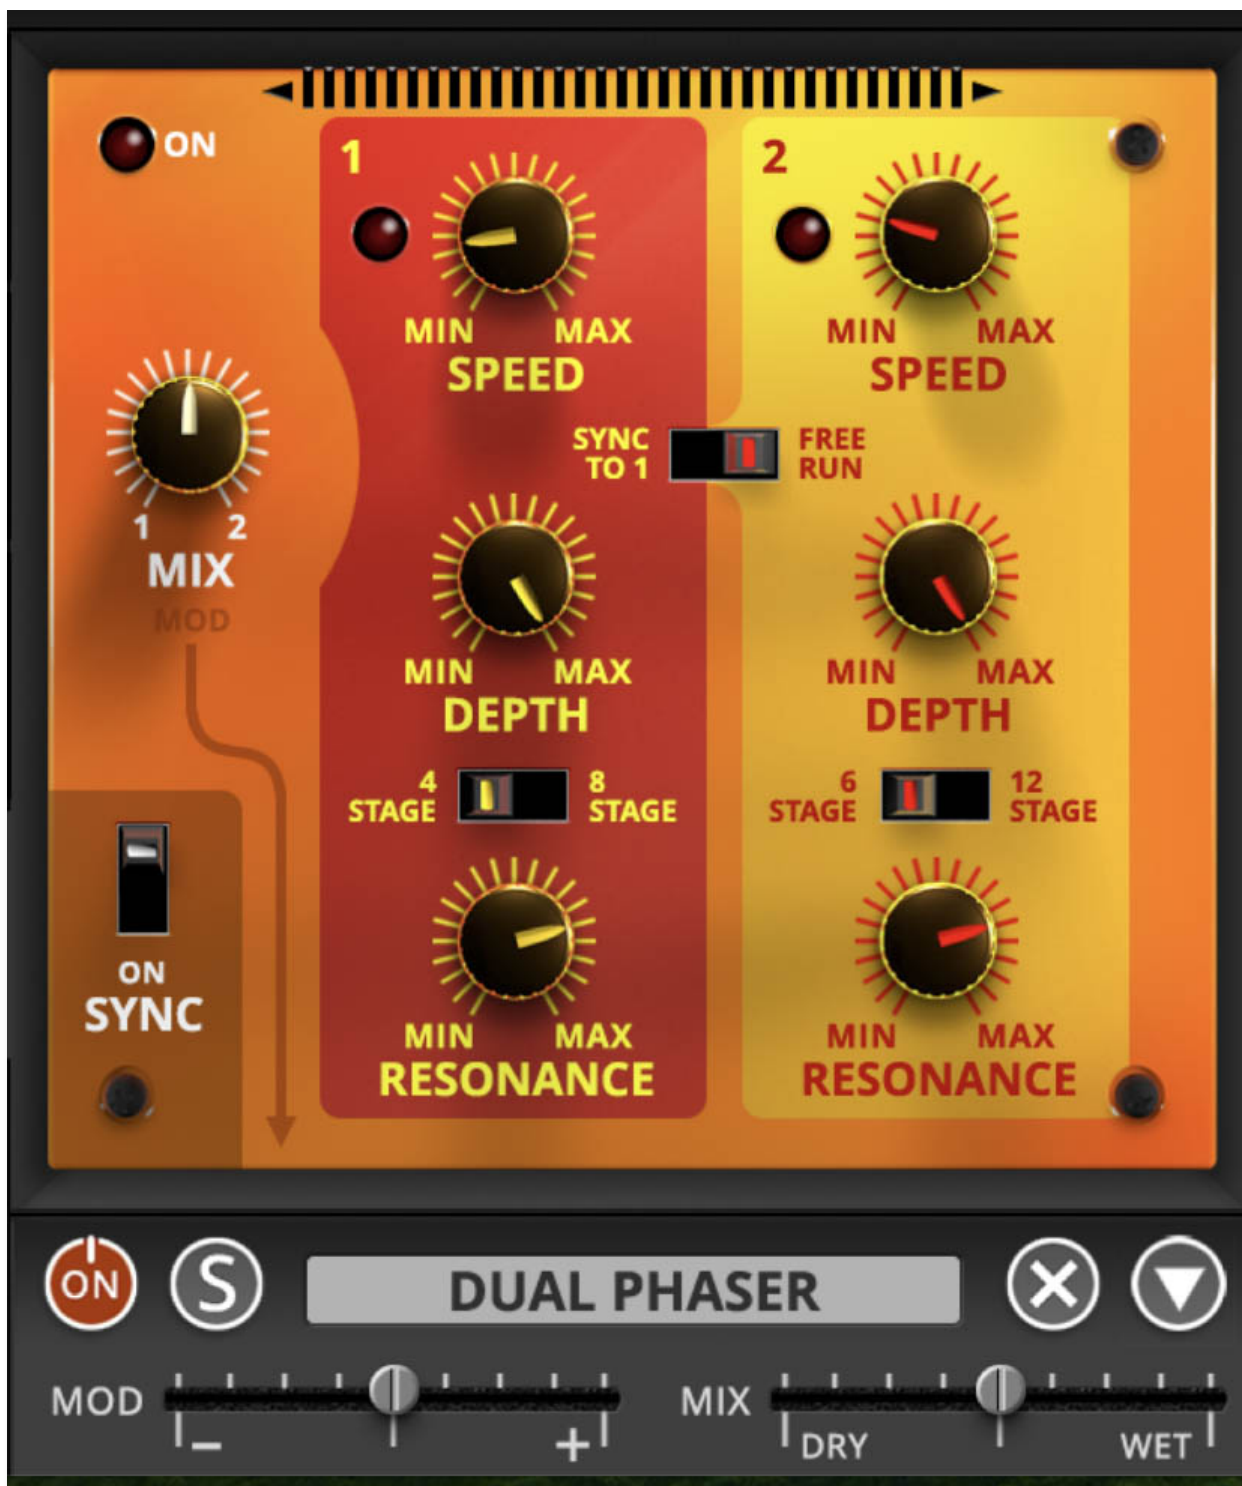 ON
1
2
MIN MAX
SPEED
MIN MAX
SPEED
SYNC
TO 1
FREE
RUN
1 2
MIX
MOD
MIN MAX
DEPTH
MIN MAX
DEPTH
4
STAGE
8
STAGE
6
STAGE
12
STAGE
ON
SYNC
MIN MAX
RESONANCE
MIN MAX
RESONANCE
ON
S
DUAL PHASER
MOD
− +
MIX
DRY WET